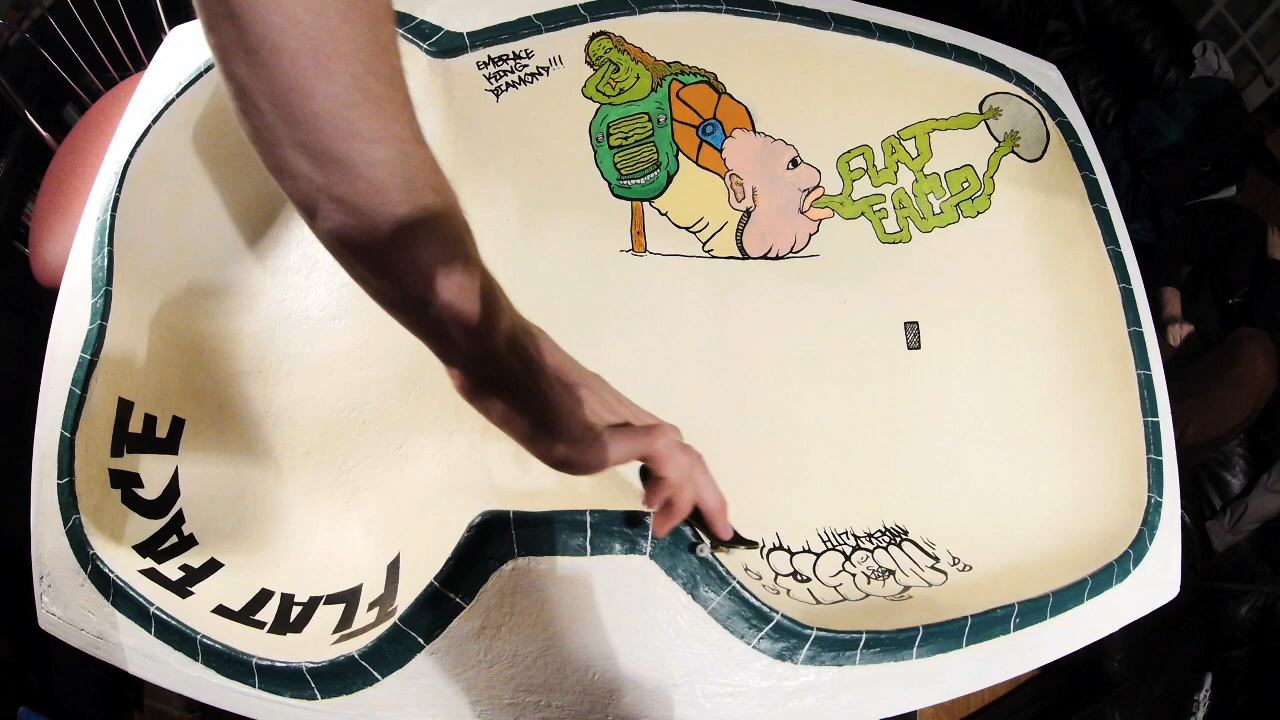 EMBRACE
KING
DIAMOND!!!
FLAT
FACE
FLAT FACE